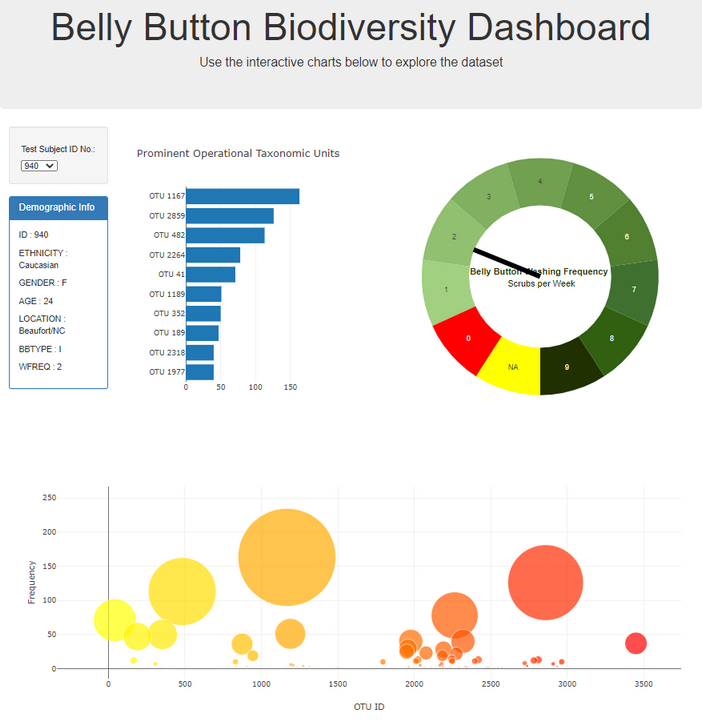 Belly Button Biodiversity Dashboard
Use the interactive charts below to explore the dataset
Test Subject ID No.:
940
Demographic Info
ID : 940
ETHNICITY :
Caucasian
GENDER : F
AGE : 24
LOCATION :
Beaufort/NC
BBTYPE : I
WFREQ : 2
Prominent Operational Taxonomic Units
OTU 1167
OTU 2859
OTU 482
OTU 2264
OTU 41
OTU 1189
OTU 352
OTU 189
OTU 2318
OTU 1977
0 50 100 150
4
3 5
2 6
Belly Button Washing Frequency
Scrubs per Week
1 7
0 8
NA 9
250
200
150
100
50
0
Frequency
0 500 1000 1500 2000 2500 3000 3500
OTU ID